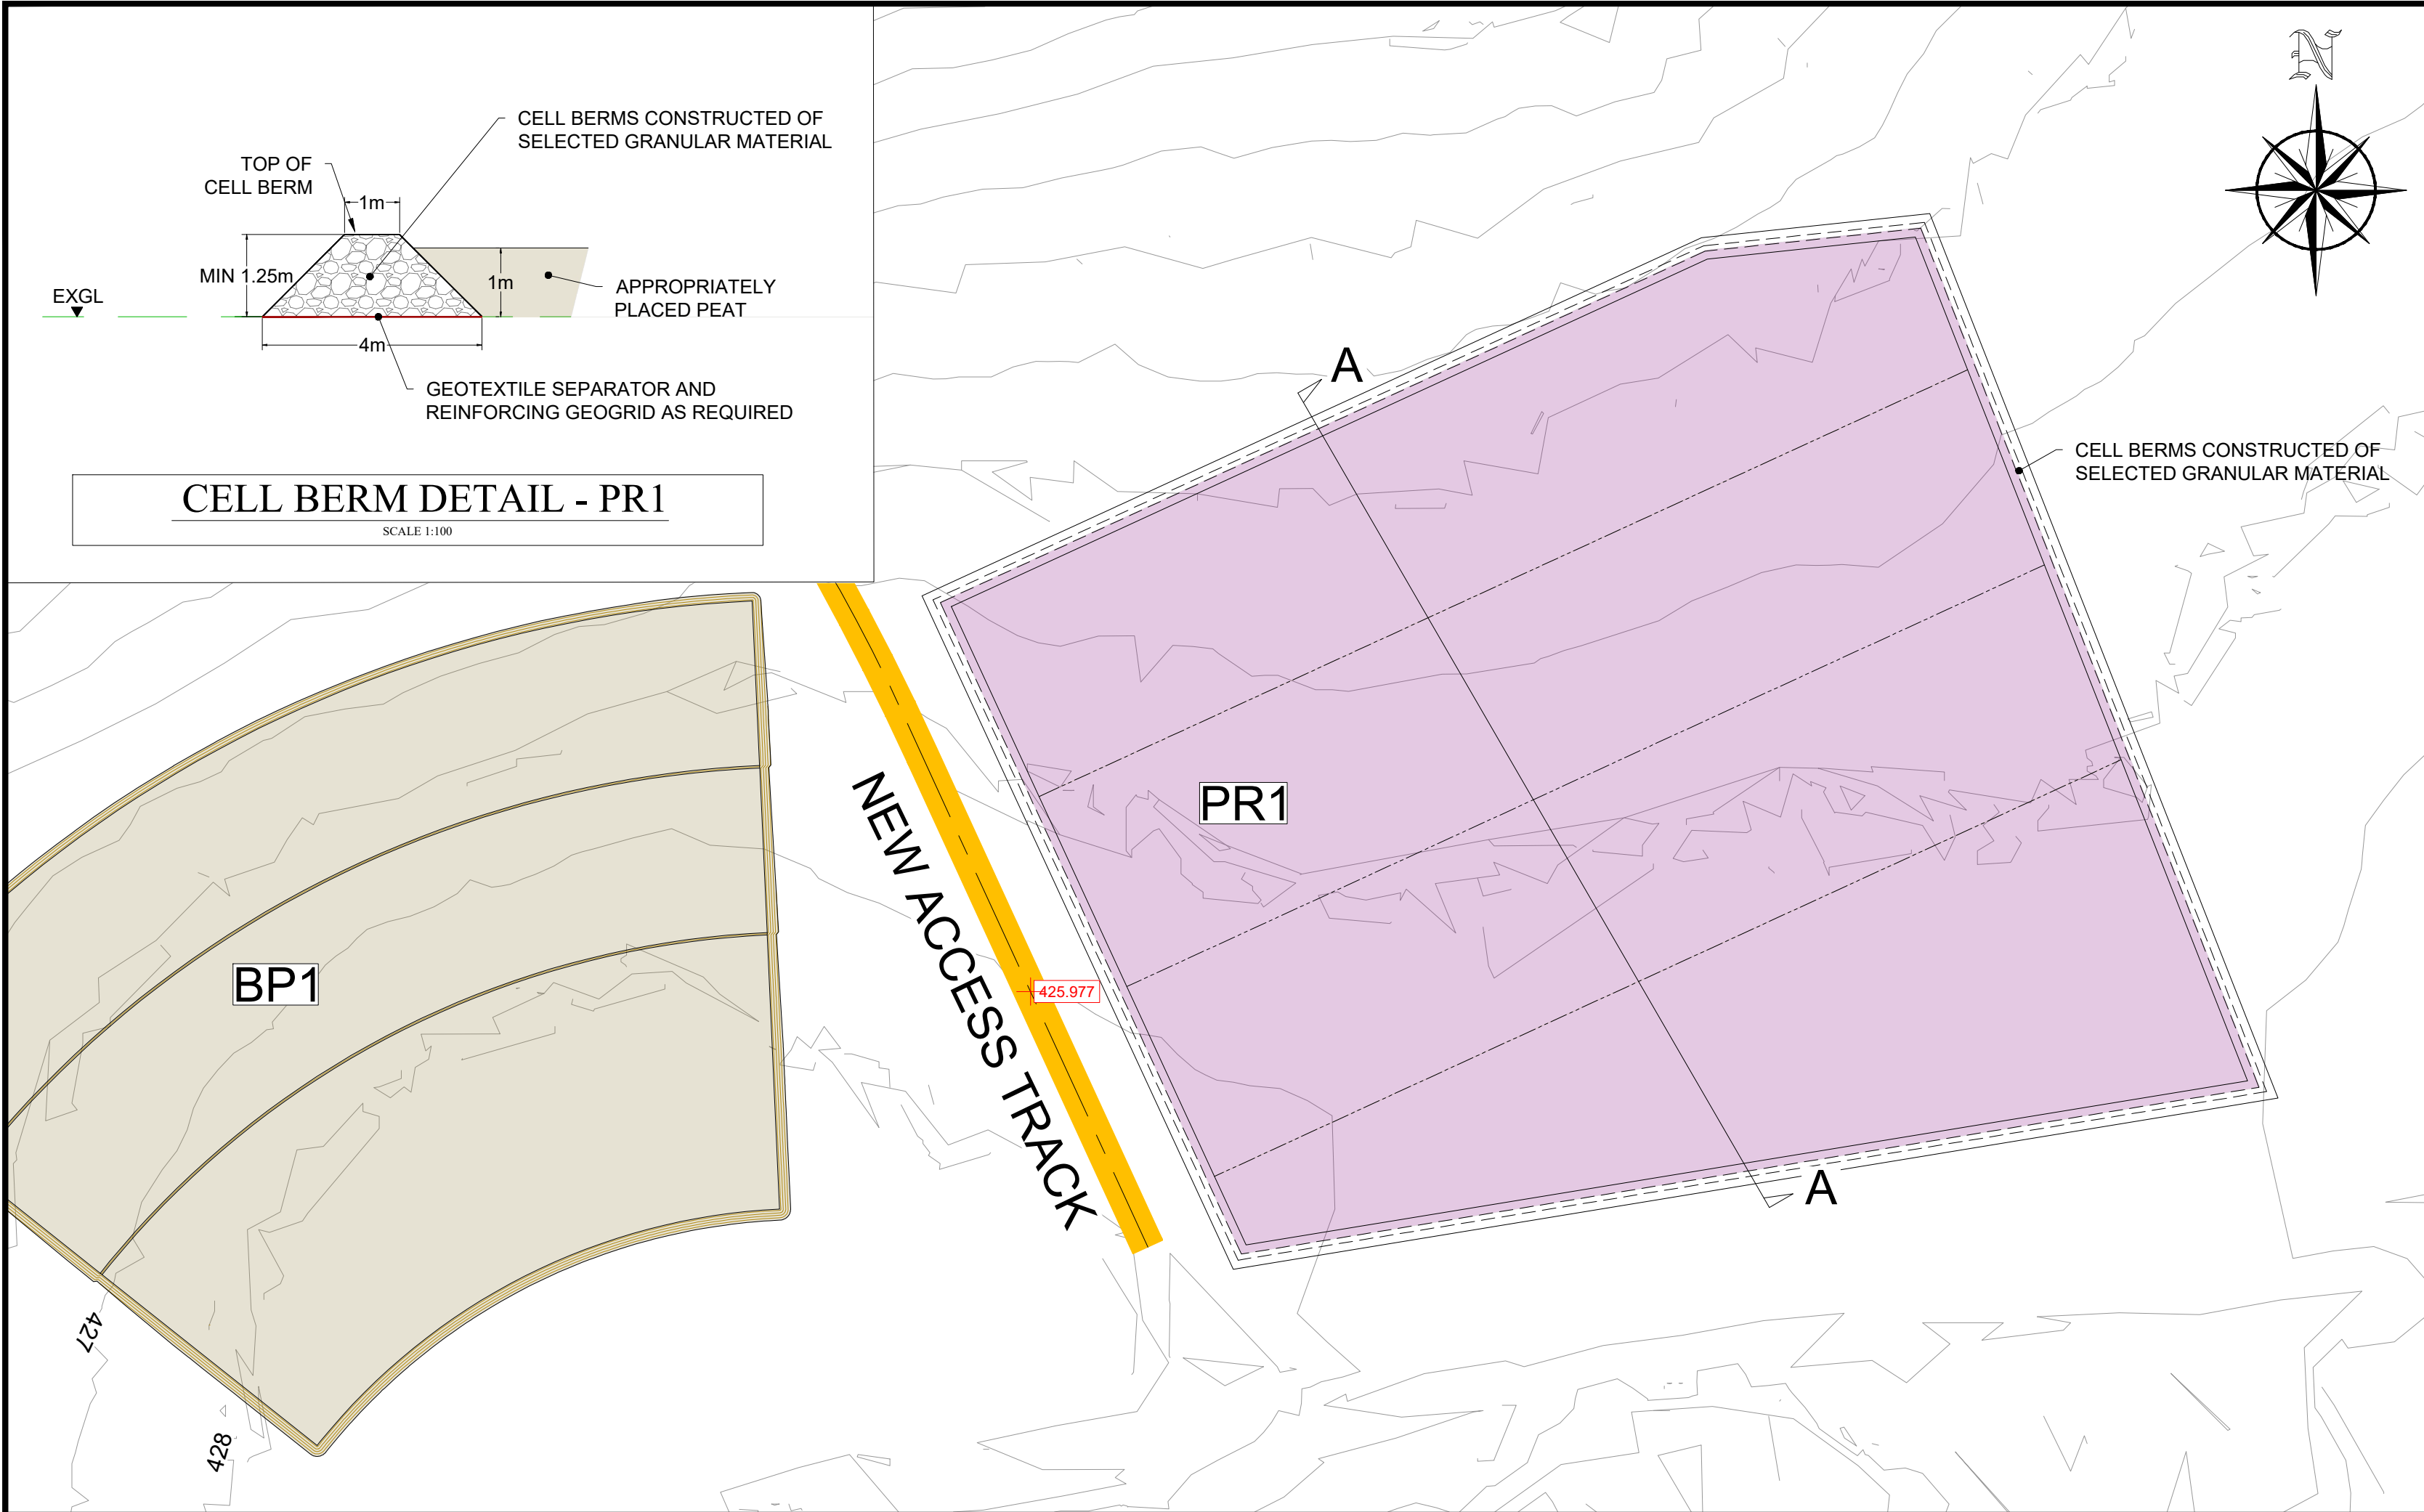 CELL BERMS CONSTRUCTED OF
SELECTED GRANULAR MATERIAL
TOP OF
CELL BERM
1m
MIN 1.25m
1m
EXGL
APPROPRIATELY
PLACED PEAT
4m
GEOTEXTILE SEPARATOR AND
REINFORCING GEOGRID AS REQUIRED
CELL BERM DETAIL - PR1
SCALE 1:100
N
A
CELL BERMS CONSTRUCTED OF
SELECTED GRANULAR MATERIAL
PR1
NEW ACCESS TRACK
BP1
425.977
A
427
428